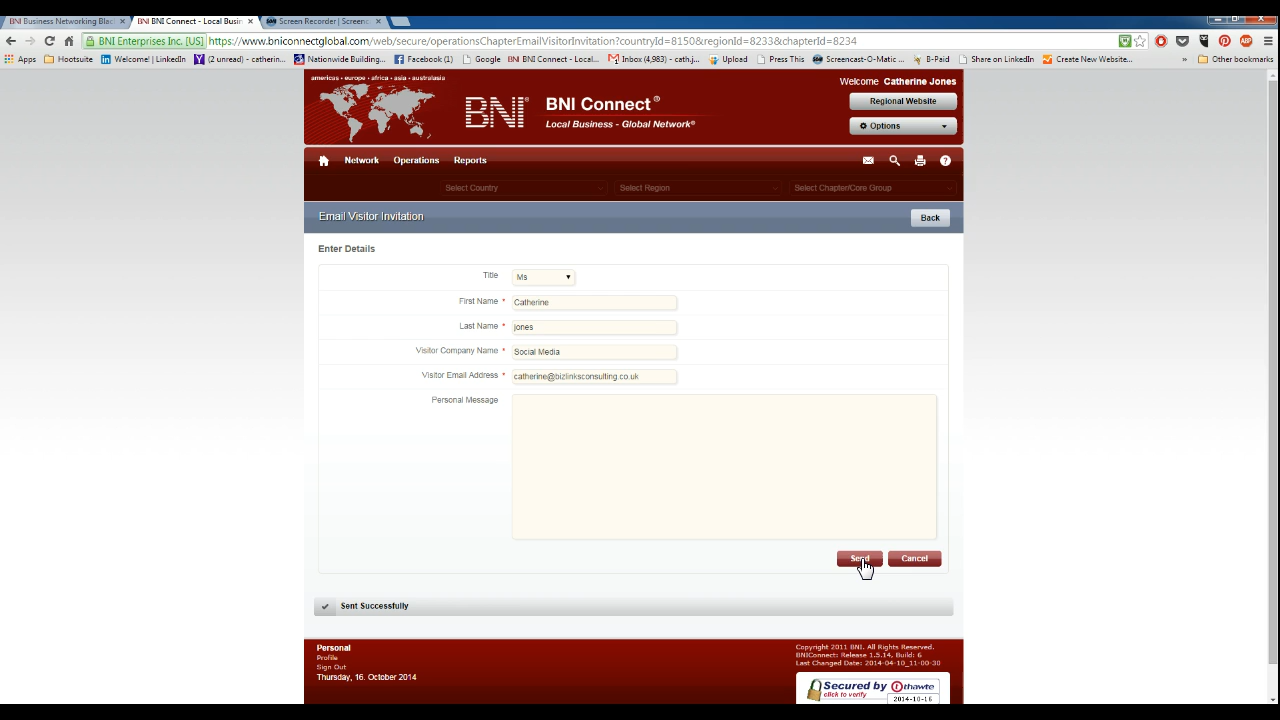 BNI Business Networking Bla
BNI Connect - Local Busin
Screen Recorder | Screenc
BNI Enterprises Inc. [US]
https://www.bniconnectglobal.com/web/secure/operationsChapterEmailVisitorInvitation?countryId=8150&regionId=8233&chapterId=8234
Apps
Hootsuite
Welcome! | LinkedIn
(2 unread) - catherin...
Nationwide Building...
Facebook (1)
Google
BNI Connect - Local...
Inbox (4,983) - cath.j...
Upload
Press This
Screencast-O-Matic ...
B-Paid
Share on LinkedIn
Create New Watch...
»
Other bookmarks
americas • europe • africa • asia • australasia
BNI®
BNI Connect®
Local Business - Global Network®
Welcome Catherine Jones
Regional Website
Options
Network
Operations
Reports
Select Country
Select Region
Select Chapter/Core Group
Email Visitor Invitation
Back
Enter Details
Title
Ms
First Name *
Catherine
Last Name *
jones
Visitor Company Name *
Social Media
Visitor Email Address *
catherine@bizlinksconsulting.co.uk
Personal Message
Send
Cancel
Sent Successfully
Personal
Profile
Sign Out
Thursday, 16. October 2014
Copyright 2011 BNI. All Rights Reserved.
BNIConnect: Release 1.5.14, Build: 6
Last Changed Date: 2014-04-10_11-00-30
Secured by thawte
click to verify
2014-10-16